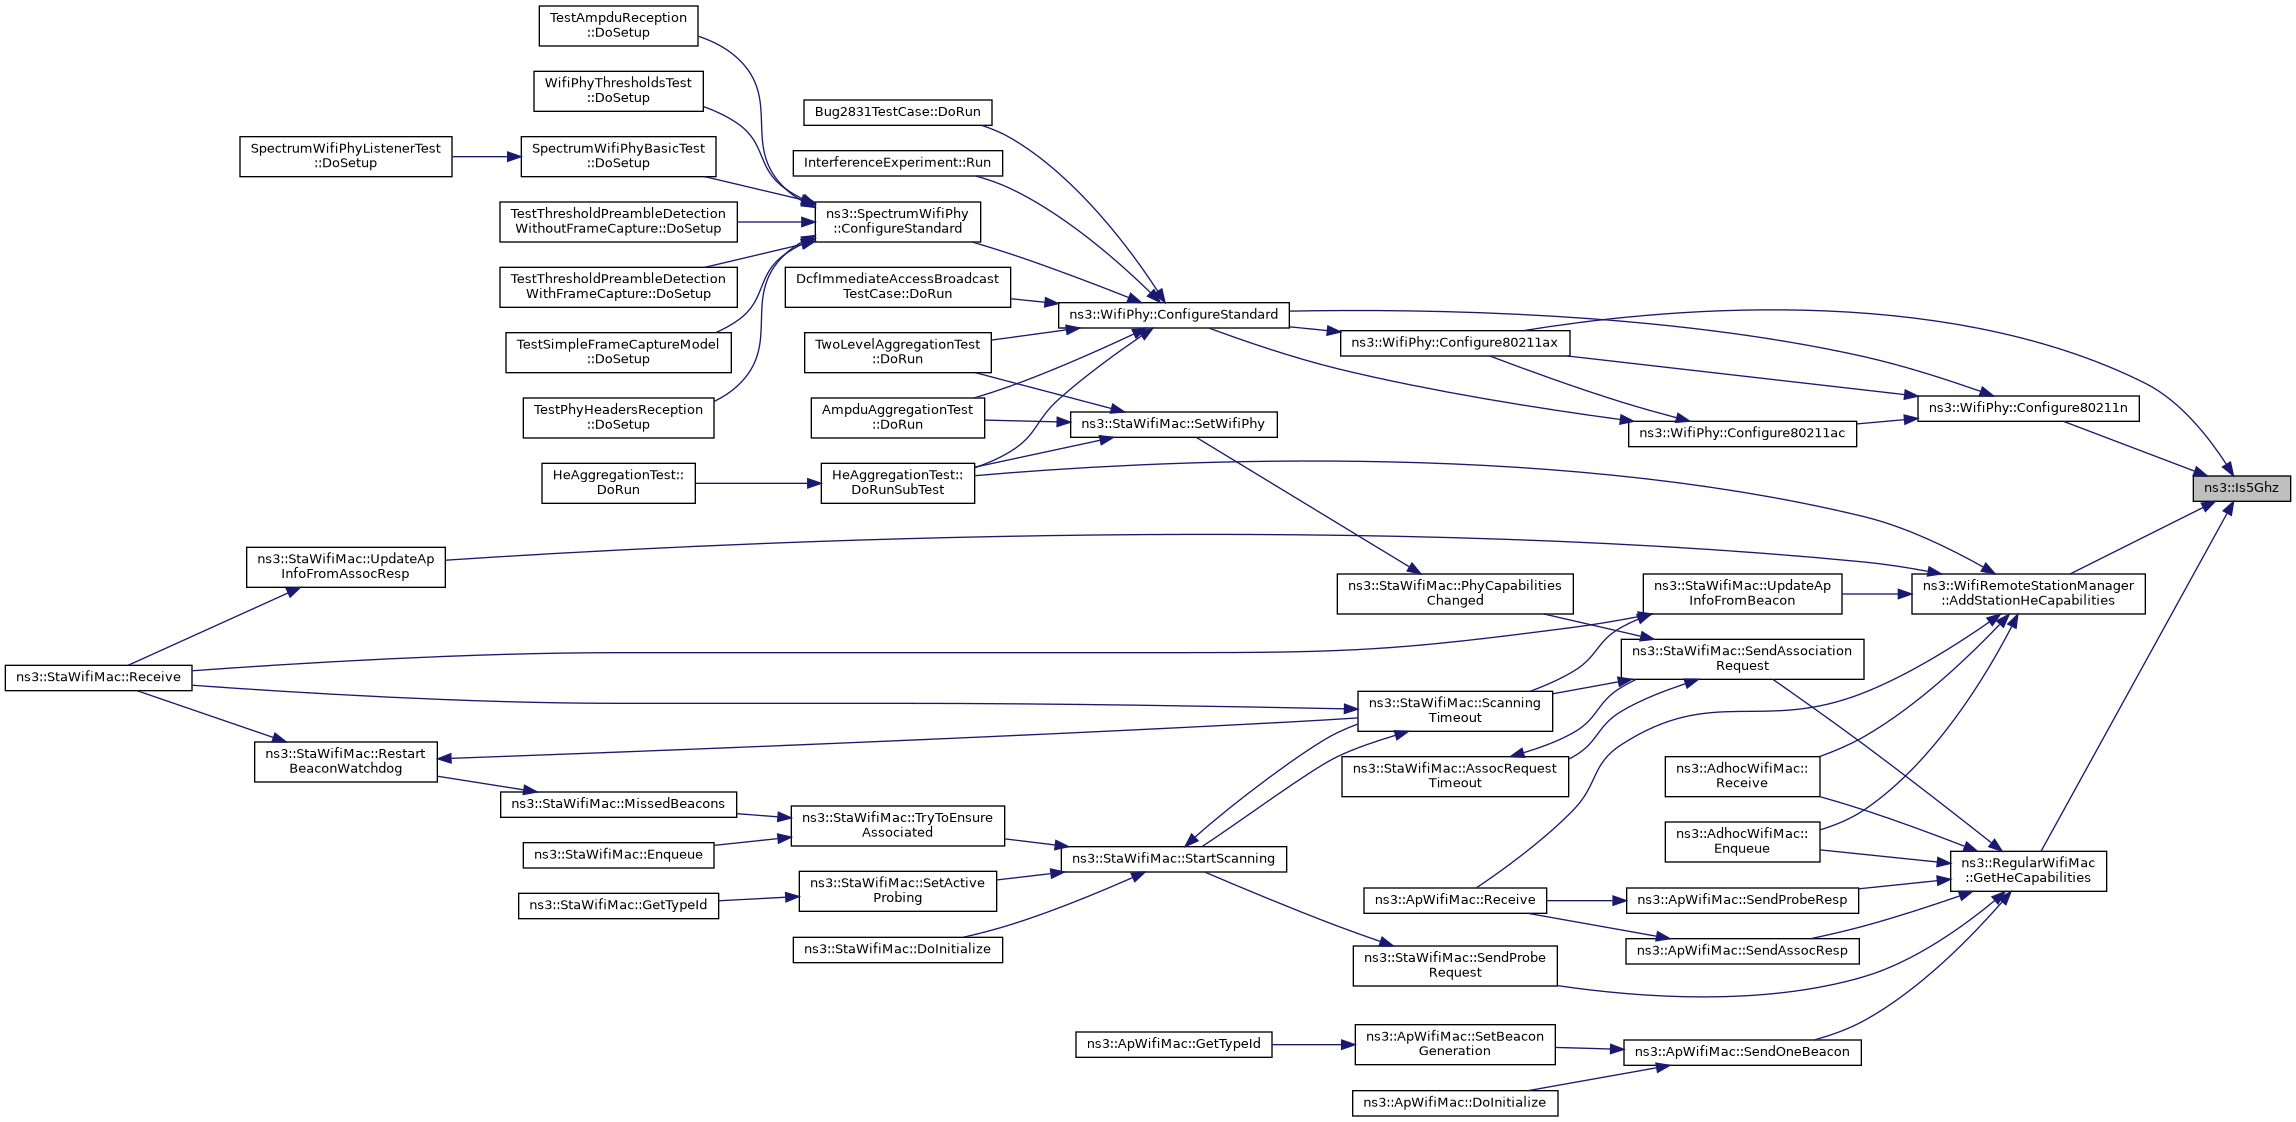 TestAmpduReception
::DoSetup
WifiPhyThresholdsTest
::DoSetup
SpectrumWifiPhyListenerTest
::DoSetup
SpectrumWifiPhyBasicTest
::DoSetup
TestThresholdPreambleDetection
WithoutFrameCapture::DoSetup
TestThresholdPreambleDetection
WithFrameCapture::DoSetup
TestSimpleFrameCaptureModel
::DoSetup
TestPhyHeadersReception
::DoSetup
HeAggregationTest::
DoRun
Bug2831TestCase::DoRun
InterferenceExperiment::Run
ns3::SpectrumWifiPhy
::ConfigureStandard
DcfImmediateAccessBroadcast
TestCase::DoRun
TwoLevelAggregationTest
::DoRun
AmpduAggregationTest
::DoRun
HeAggregationTest::
DoRunSubTest
ns3::WifiPhy::ConfigureStandard
ns3::StaWifiMac::SetWifiPhy
ns3::WifiPhy::Configure80211ax
ns3::WifiPhy::Configure80211ac
ns3::WifiPhy::Configure80211n
ns3::Is5Ghz
ns3::StaWifiMac::UpdateAp
InfoFromAssocResp
ns3::StaWifiMac::PhyCapabilities
Changed
ns3::StaWifiMac::UpdateAp
InfoFromBeacon
ns3::WifiRemoteStationManager
::AddStationHeCapabilities
ns3::StaWifiMac::Receive
ns3::StaWifiMac::SendAssociation
Request
ns3::StaWifiMac::Scanning
Timeout
ns3::StaWifiMac::Restart
BeaconWatchdog
ns3::StaWifiMac::AssocRequest
Timeout
ns3::AdhocWifiMac::
Receive
ns3::StaWifiMac::MissedBeacons
ns3::StaWifiMac::TryToEnsure
Associated
ns3::AdhocWifiMac::
Enqueue
ns3::StaWifiMac::Enqueue
ns3::StaWifiMac::StartScanning
ns3::RegularWifiMac
::GetHeCapabilities
ns3::StaWifiMac::SetActive
Probing
ns3::StaWifiMac::GetTypeId
ns3::ApWifiMac::Receive
ns3::ApWifiMac::SendProbeResp
ns3::StaWifiMac::DoInitialize
ns3::ApWifiMac::SendAssocResp
ns3::StaWifiMac::SendProbe
Request
ns3::ApWifiMac::GetTypeId
ns3::ApWifiMac::SetBeacon
Generation
ns3::ApWifiMac::SendOneBeacon
ns3::ApWifiMac::DoInitialize